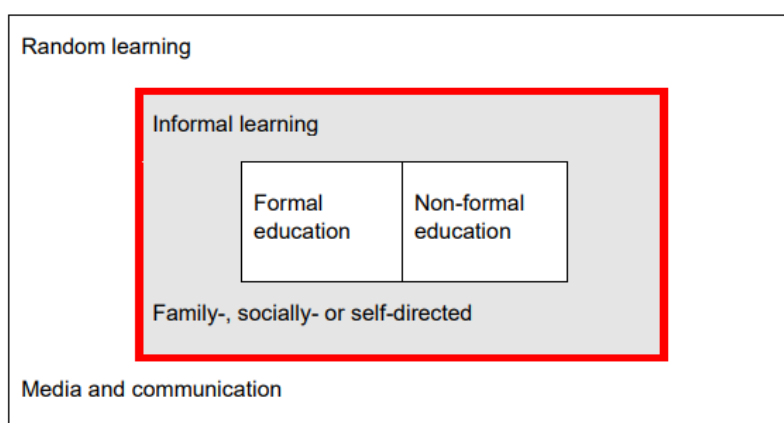 Random learning
Informal learning
Formal
education
Non-formal
education
Family-, socially- or self-directed
Media and communication